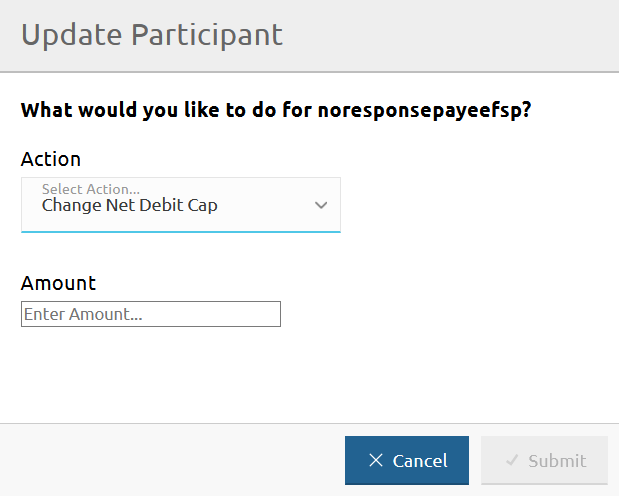 Update Participant
What would you like to do for noresponsepayeefsp?
Action
Select Action...
Change Net Debit Cap
Amount
Enter Amount...
Cancel
Submit